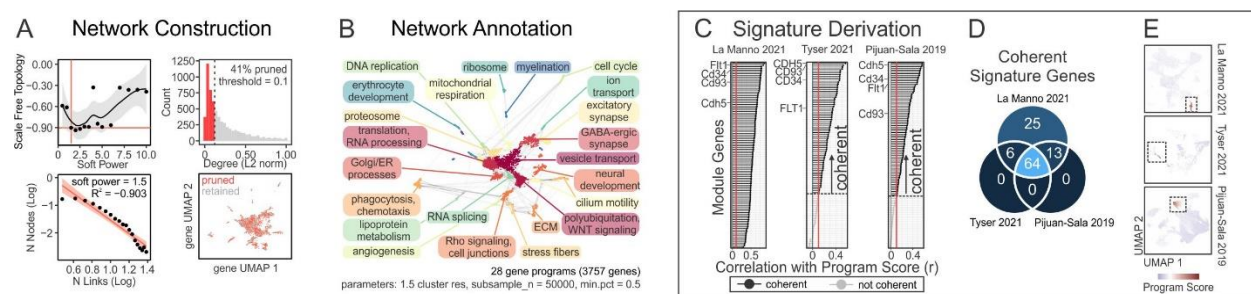 A Network Construction
Scale Free Topology
0.00
-0.30
-0.60
-0.90
0.0 2.5 5.0 7.5 10.0
Soft Power
Count
1250
1000
750
500
250
0
41% pruned
threshold = 0.1
0.00 0.25 0.50 0.75 1.00
Degree (L2 norm)
N Nodes (Log)
soft power = 1.5
R² = −0.903
-1
-2
0.6 0.8 1.0 1.2 1.4
N Links (Log)
gene UMAP 2
pruned
retained
gene UMAP 1
B Network Annotation
DNA replication
ribosome
myelination
cell cycle
erythrocyte development
mitochondrial respiration
ion transport
proteosome
excitatory synapse
translation, RNA processing
GABA-ergic synapse
vesicle transport
Golgi/ER processes
neural development
phagocytosis, chemotaxis
cilium motility
RNA splicing
lipoprotein metabolism
polyubiquitation, WNT signaling
angiogenesis
Rho signaling, cell junctions
ECM
stress fibers
28 gene programs (3757 genes)
parameters: 1.5 cluster res, subsample_n = 50000, min.pct = 0.5
C Signature Derivation
La Manno 2021 Tyser 2021 Pijuan-Sala 2019
Module Genes
Flt1
Cd34
Cd93
Cdh5
CDH5
CD93
CD34
FLT1
coherent
Cdh5
Cd34
Flt1
Cd93
coherent
0 0.5 0 0.5 0 0.5
Correlation with Program Score (r)
coherent not coherent
D Coherent
Signature Genes
La Manno 2021
25
6 13
64
0 0 0
Tyser 2021 Pijuan-Sala 2019
E
La Manno 2021
Tyser 2021
Pijuan-Sala 2019
UMAP 2
UMAP 1
Program Score